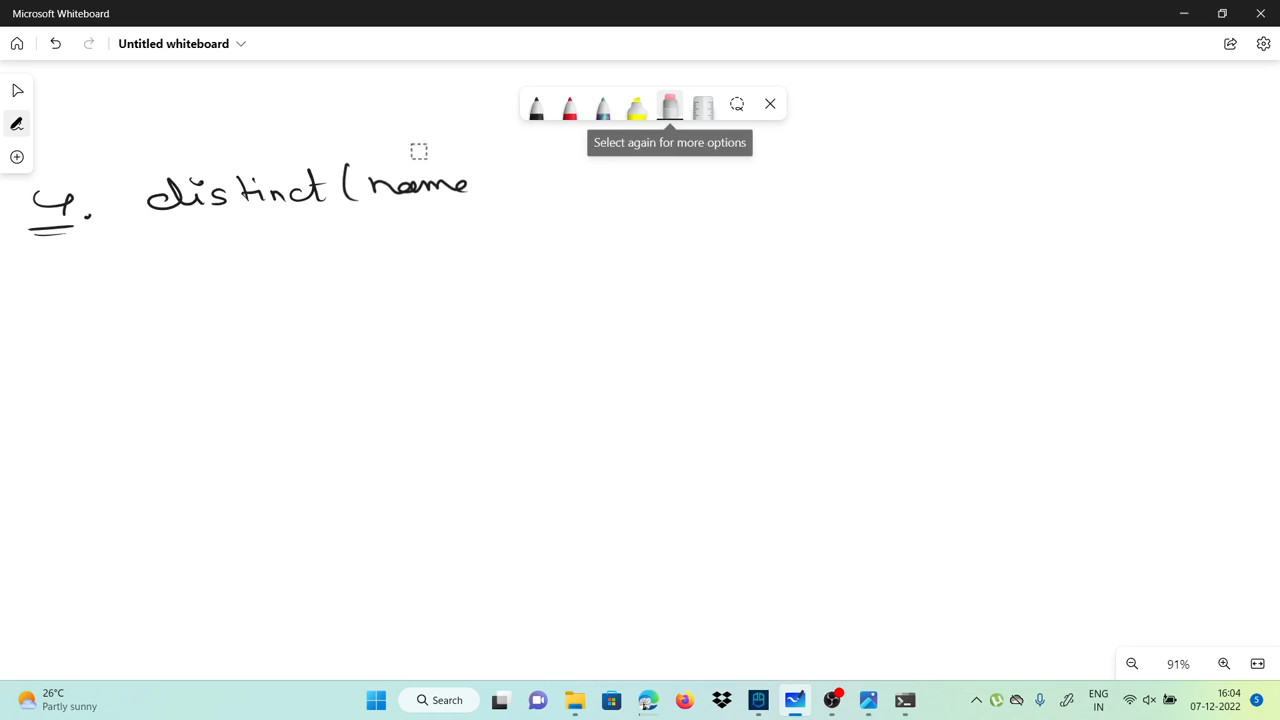 Microsoft Whiteboard
Untitled whiteboard
Select again for more options
4. distinct(name
91%
26°C
Partly sunny
Search
ENG
IN
16:04
07-12-2022
5